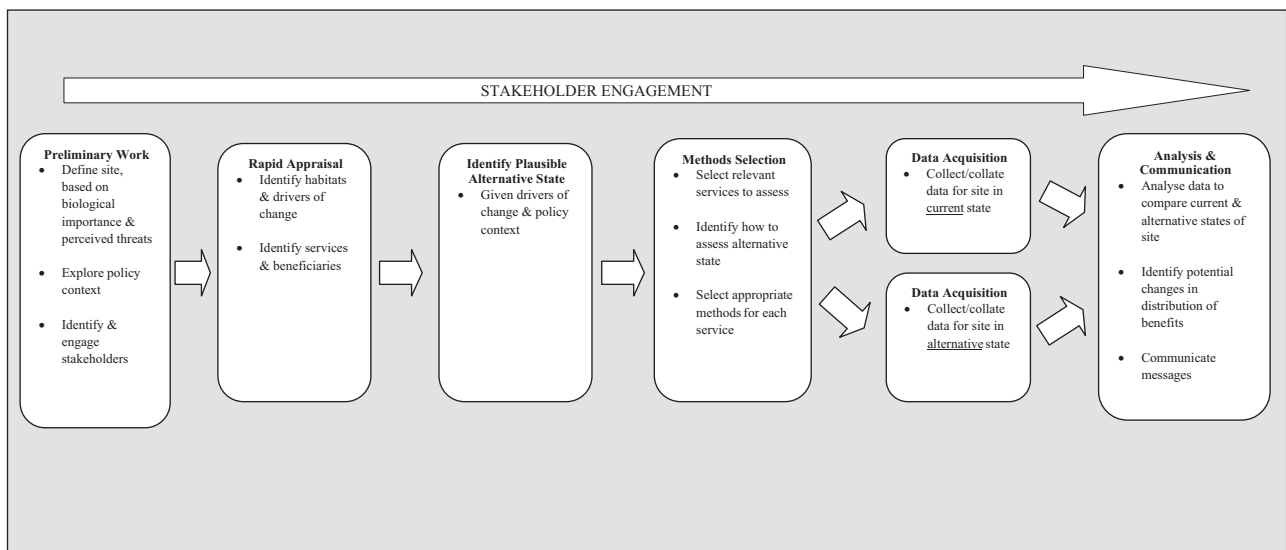 STAKEHOLDER ENGAGEMENT
Preliminary Work
• Define site,
based on
biological
importance &
perceived threats
• Explore policy
context
• Identify &
engage
stakeholders
Rapid Appraisal
• Identify habitats
& drivers of
change
• Identify services
& beneficiaries
Identify Plausible
Alternative State
• Given drivers of
change & policy
context
Methods Selection
• Select relevant
services to assess
• Identify how to
assess alternative
state
• Select appropriate
methods for each
service
Data Acquisition
• Collect/collate
data for site in
current state
Data Acquisition
• Collect/collate
data for site in
alternative state
Analysis &
Communication
• Analyse data to
compare current &
alternative states of
site
• Identify potential
changes in
distribution of
benefits
• Communicate
messages